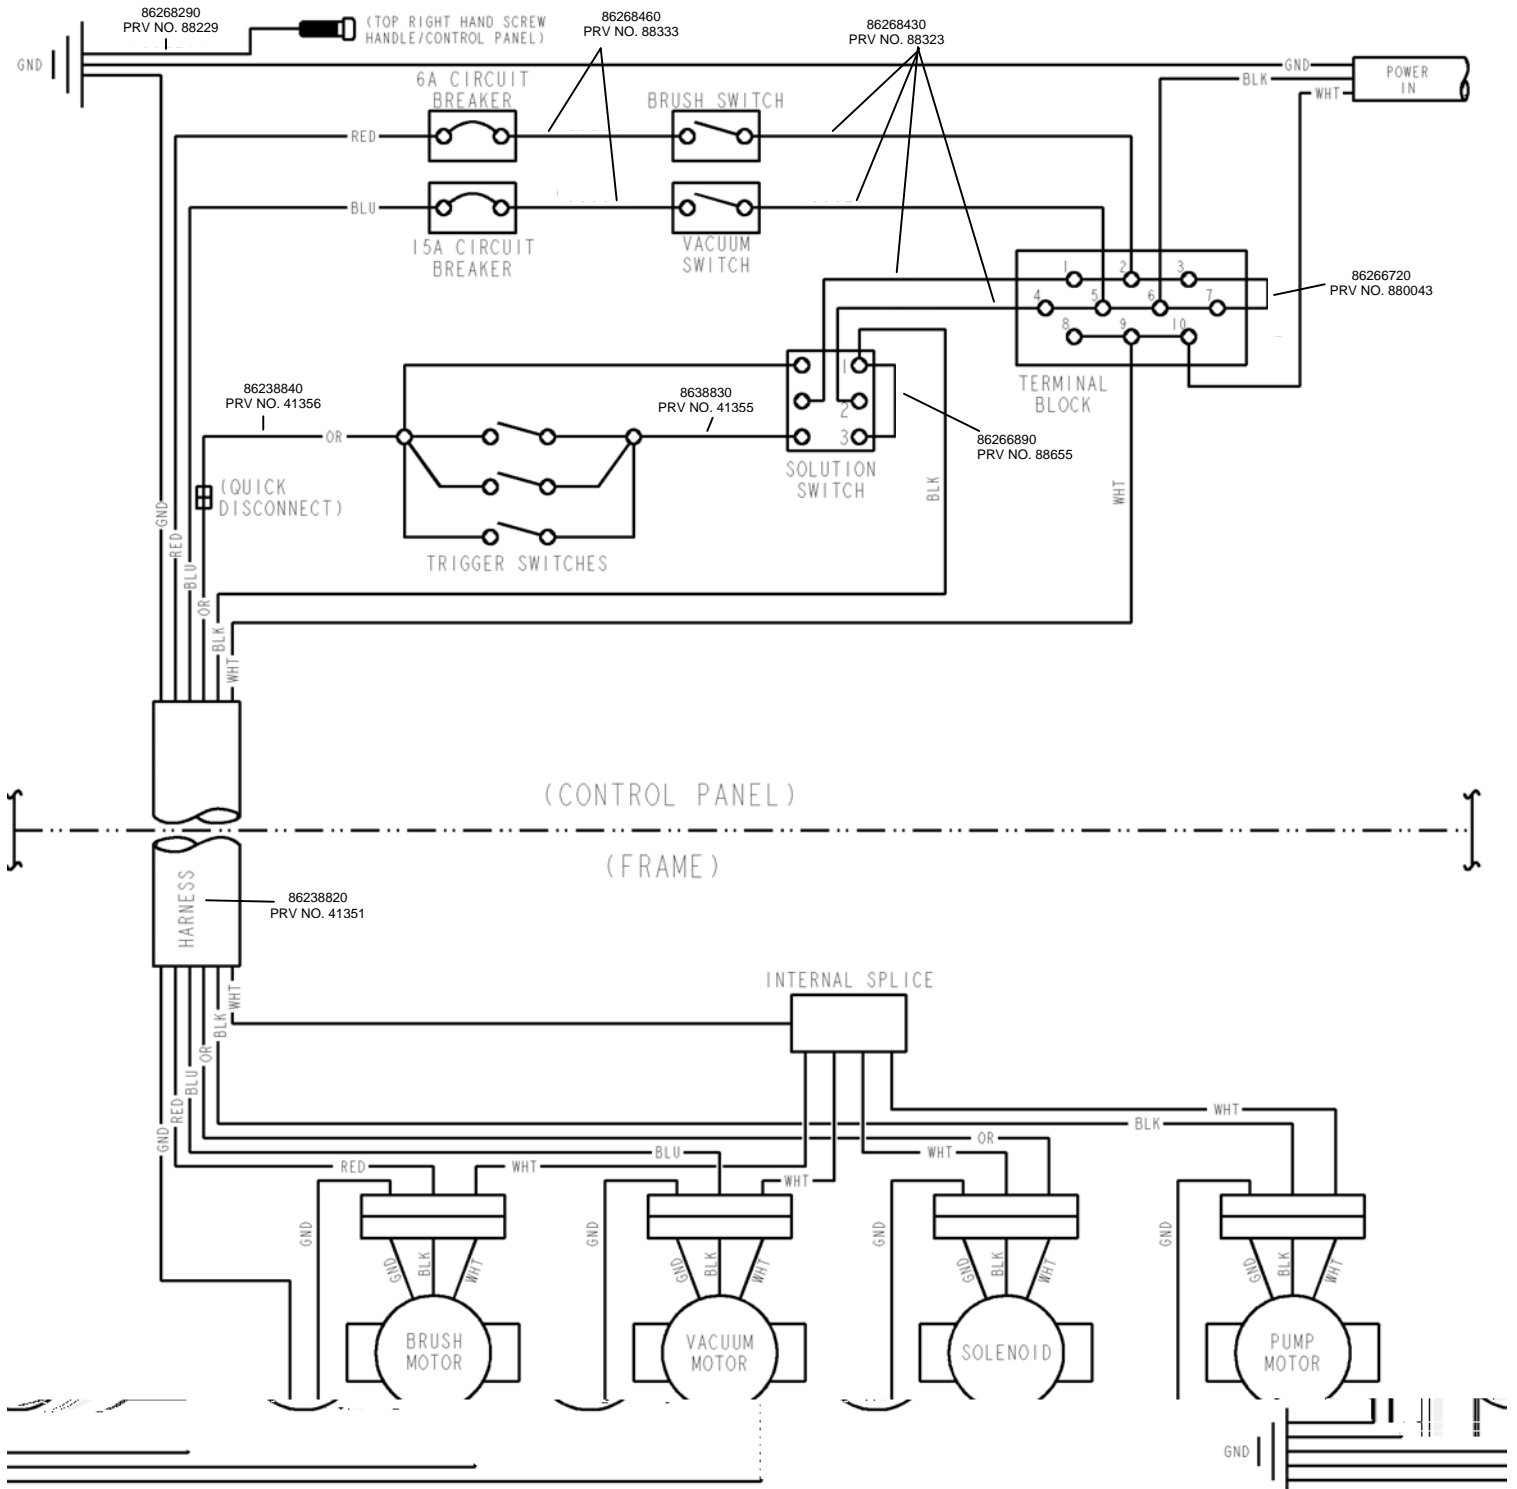 86268290
PRV NO. 88229
(TOP RIGHT HAND SCREW
HANDLE/CONTROL PANEL)
86268460
PRV NO. 88333
86268430
PRV NO. 88323
GND
GND
BLK
WHT
POWER
IN
6A CIRCUIT
BREAKER
BRUSH SWITCH
RED
BLU
15A CIRCUIT
BREAKER
VACUUM
SWITCH
1
2
3
4
5
6
7
8
9
10
86266720
PRV NO. 880043
TERMINAL
BLOCK
86238840
PRV NO. 41356
8638830
PRV NO. 41355
1
2
3
86266890
PRV NO. 88655
OR
SOLUTION
SWITCH
(QUICK
DISCONNECT)
TRIGGER SWITCHES
BLK
WHT
GND
RED
BLU
OR
BLK
WHT
(CONTROL PANEL)
(FRAME)
HARNESS
86238820
PRV NO. 41351
INTERNAL SPLICE
WHT
BLK
OR
BLU
RED
GND
WHT
BLK
OR
BLU
WHT
RED
WHT
WHT
GND
GND
GND
GND
GND
BLK
WHT
GND
BLK
WHT
GND
BLK
WHT
GND
BLK
WHT
BRUSH
MOTOR
VACUUM
MOTOR
SOLENOID
PUMP
MOTOR
GND